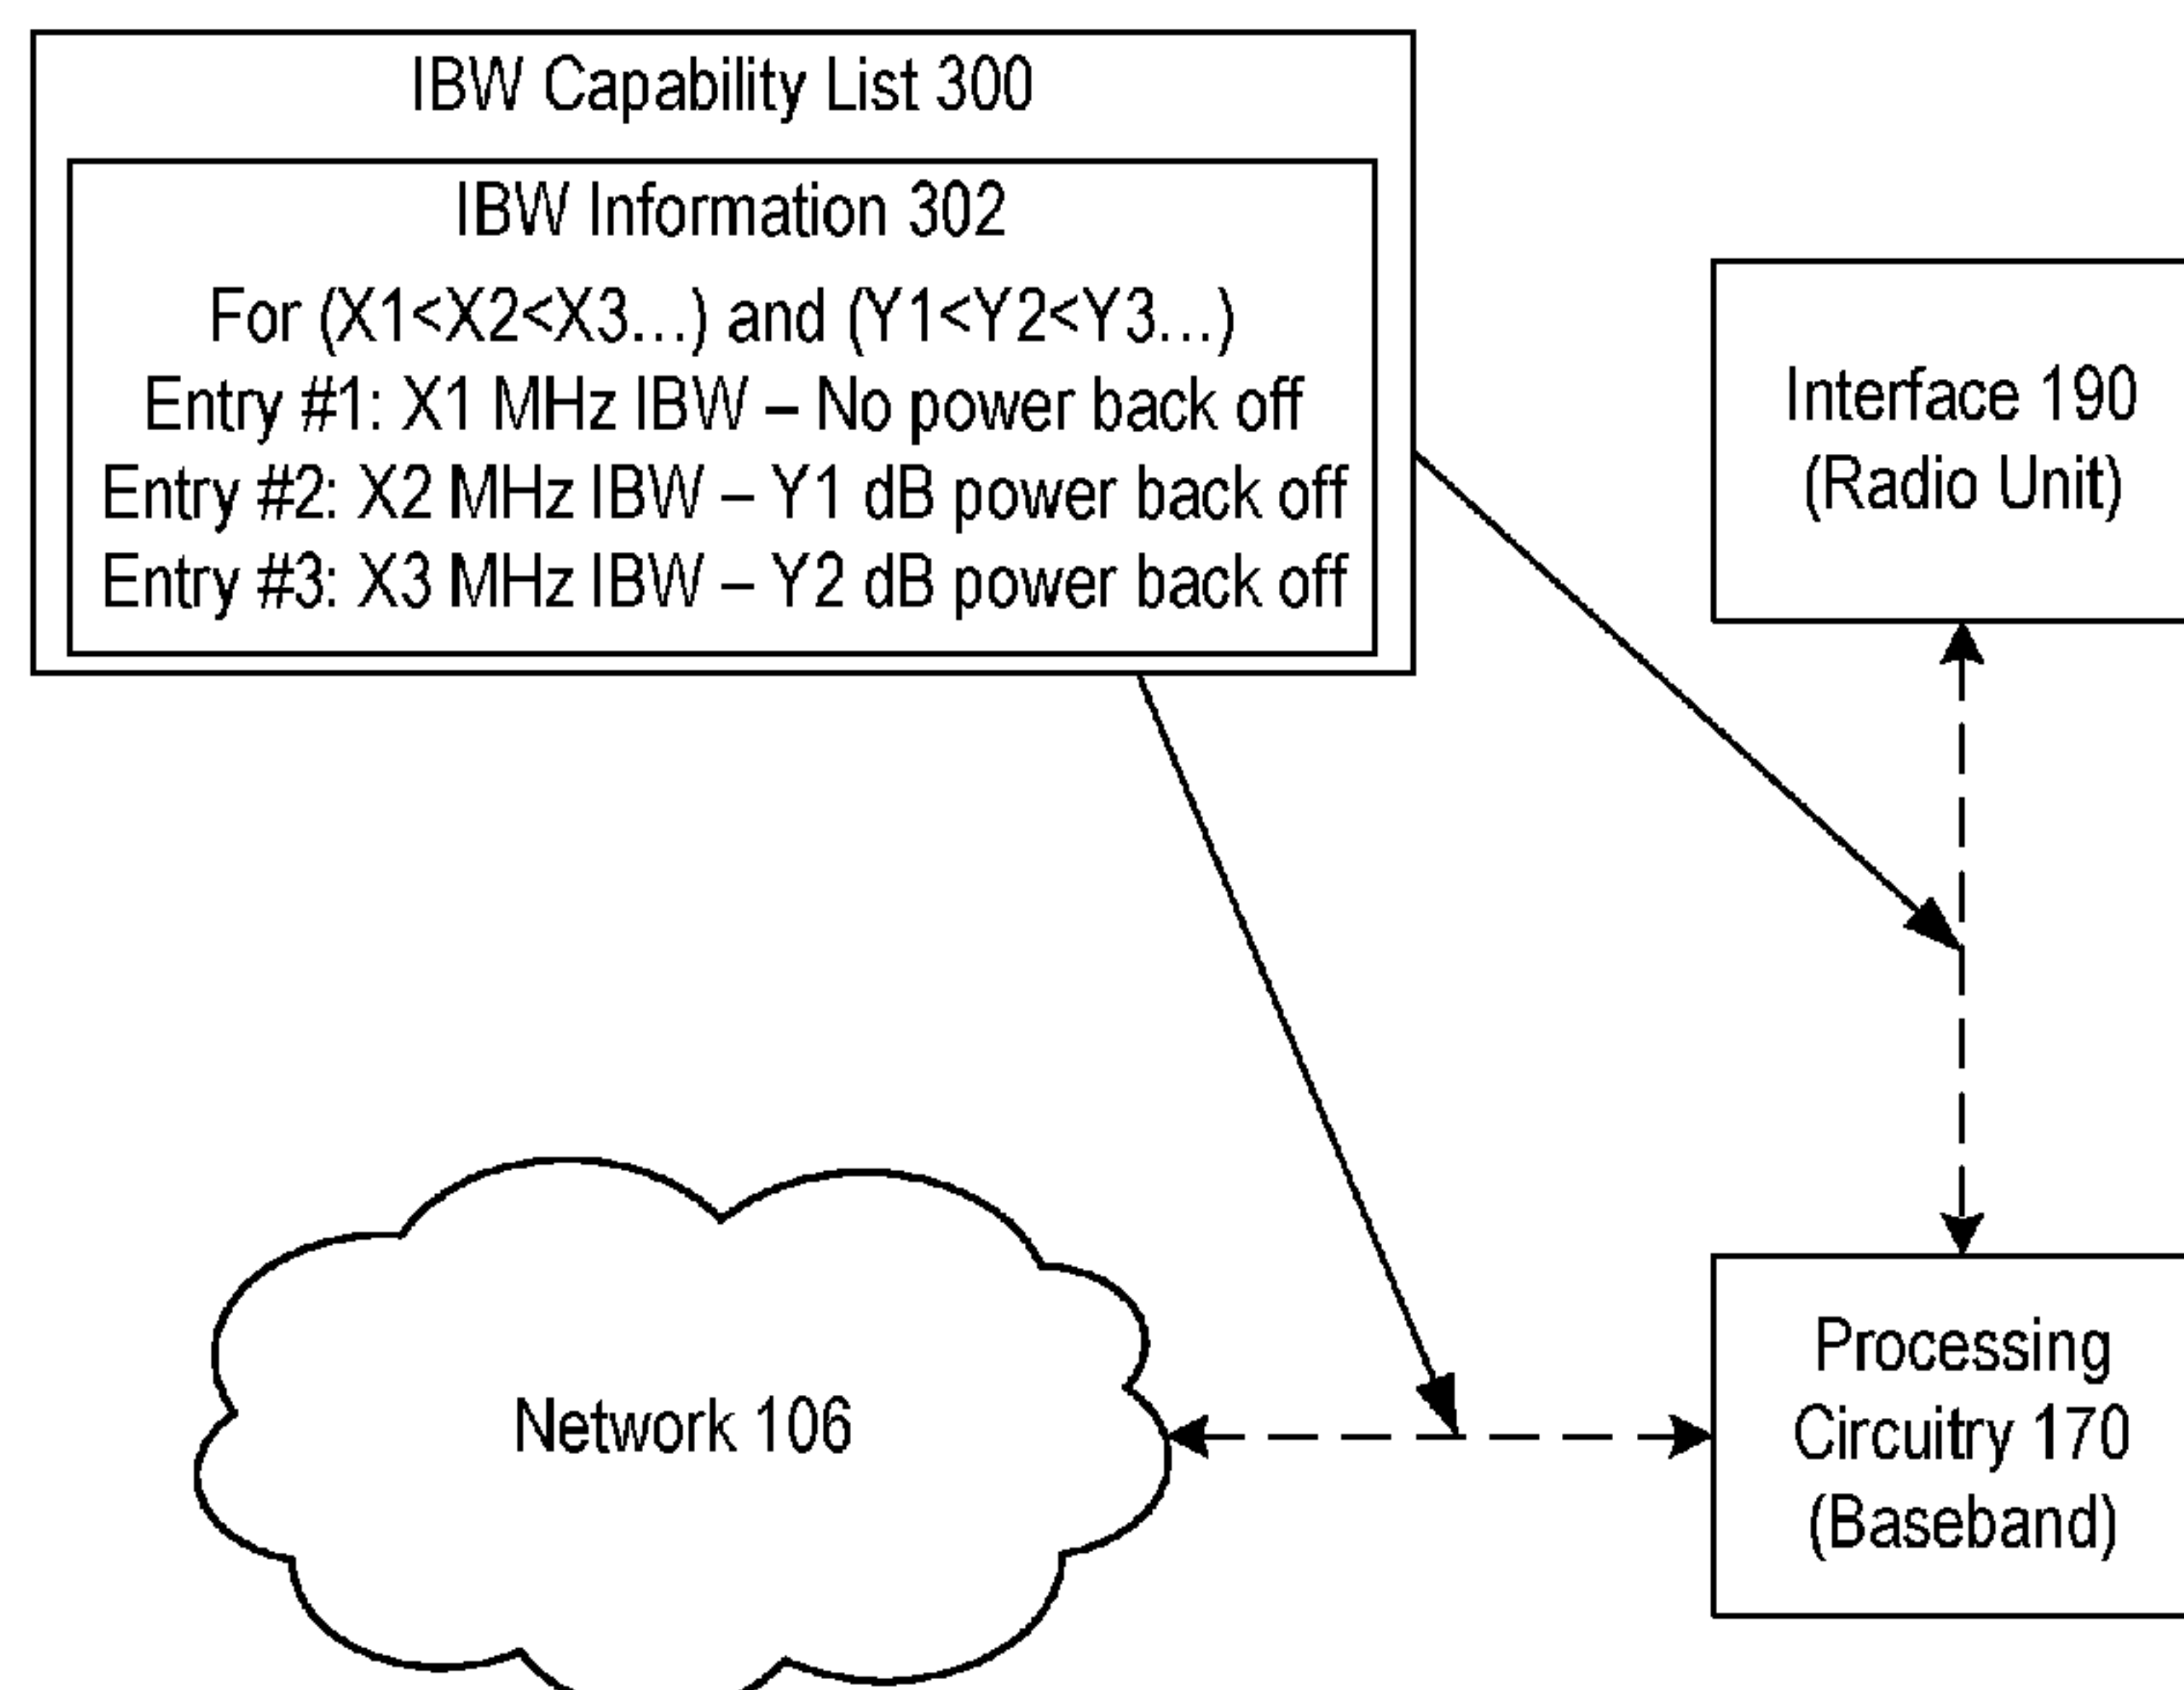 IBW Capability List 300
IBW Information 302
For (X1<X2<X3...) and (Y1<Y2<Y3...)
Entry #1: X1 MHz IBW – No power back off
Entry #2: X2 MHz IBW – Y1 dB power back off
Entry #3: X3 MHz IBW – Y2 dB power back off
Interface 190
(Radio Unit)
Network 106
Processing
Circuitry 170
(Baseband)